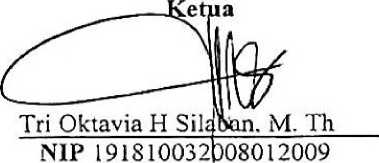 Ketua
Tri Oktavia H Silaban. M. Th
NIP 191810032008012009